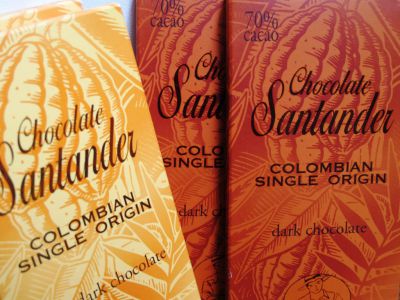 Chocolate
Santander
COLOMBIAN
SINGLE ORIGIN
dark chocolate
70%
cacao
Chocolate
Santander
COLOMBIAN
SINGLE ORIGIN
dark chocolate
70%
cacao
Chocolate
Santander
COLOMBIAN
SINGLE ORIGIN
dark chocolate